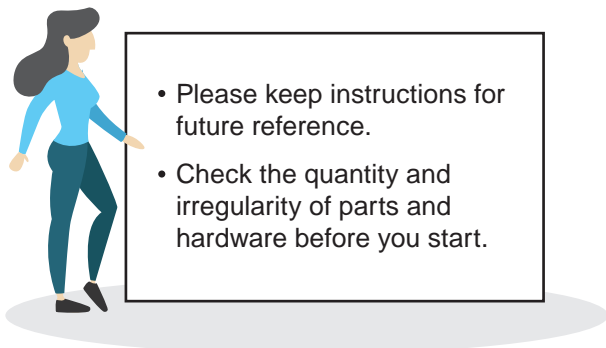 • Please keep instructions for
future reference.
• Check the quantity and
irregularity of parts and
hardware before you start.